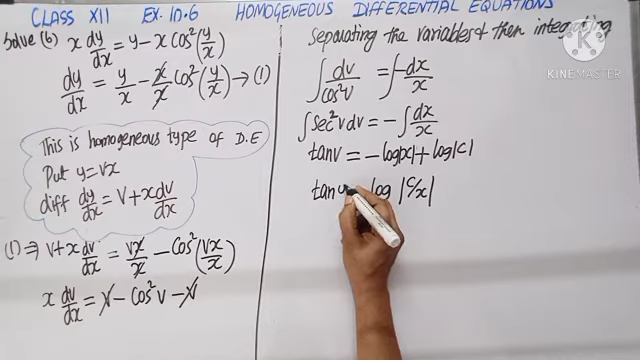 CLASS XII EX. 10.6 HOMOGENEOUS DIFFERENTIAL EQUATIONS
Solve (6) x dy/dx = y - x cos²(y/x)
dy/dx = y/x - x/x cos²(y/x) → (1)
This is homogeneous type of D.E
Put y = vx
diff dy/dx = v + x dv/dx
(1) ⇒ v + x dv/dx = vx/x - cos²(vx/x)
x dv/dx = v - cos²v - v
Separating the variables & then integrating
∫ dv/cos²v = ∫ -dx/x
∫ sec²v dv = - ∫ dx/x
tan v = - log|x| + log|c|
tan v log |c/x|
KINEMASTER